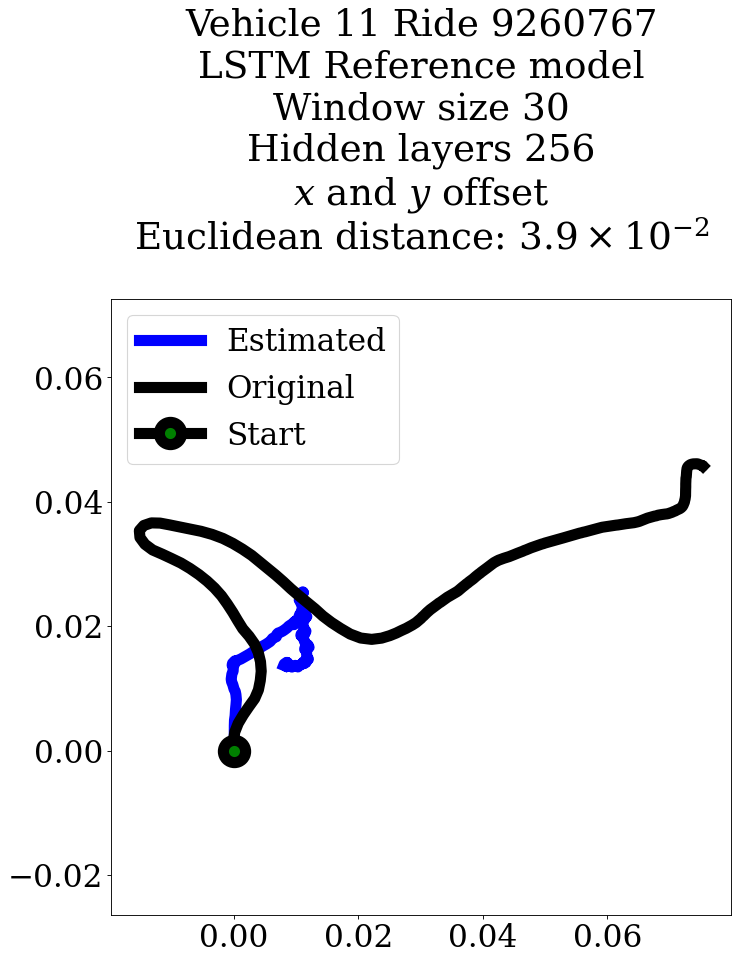 Vehicle 11 Ride 9260767
LSTM Reference model
Window size 30
Hidden layers 256
x and y offset
Euclidean distance: 3.9 × 10⁻²
Estimated
Original
Start
0.06
0.04
0.02
0.00
−0.02
0.00 0.02 0.04 0.06